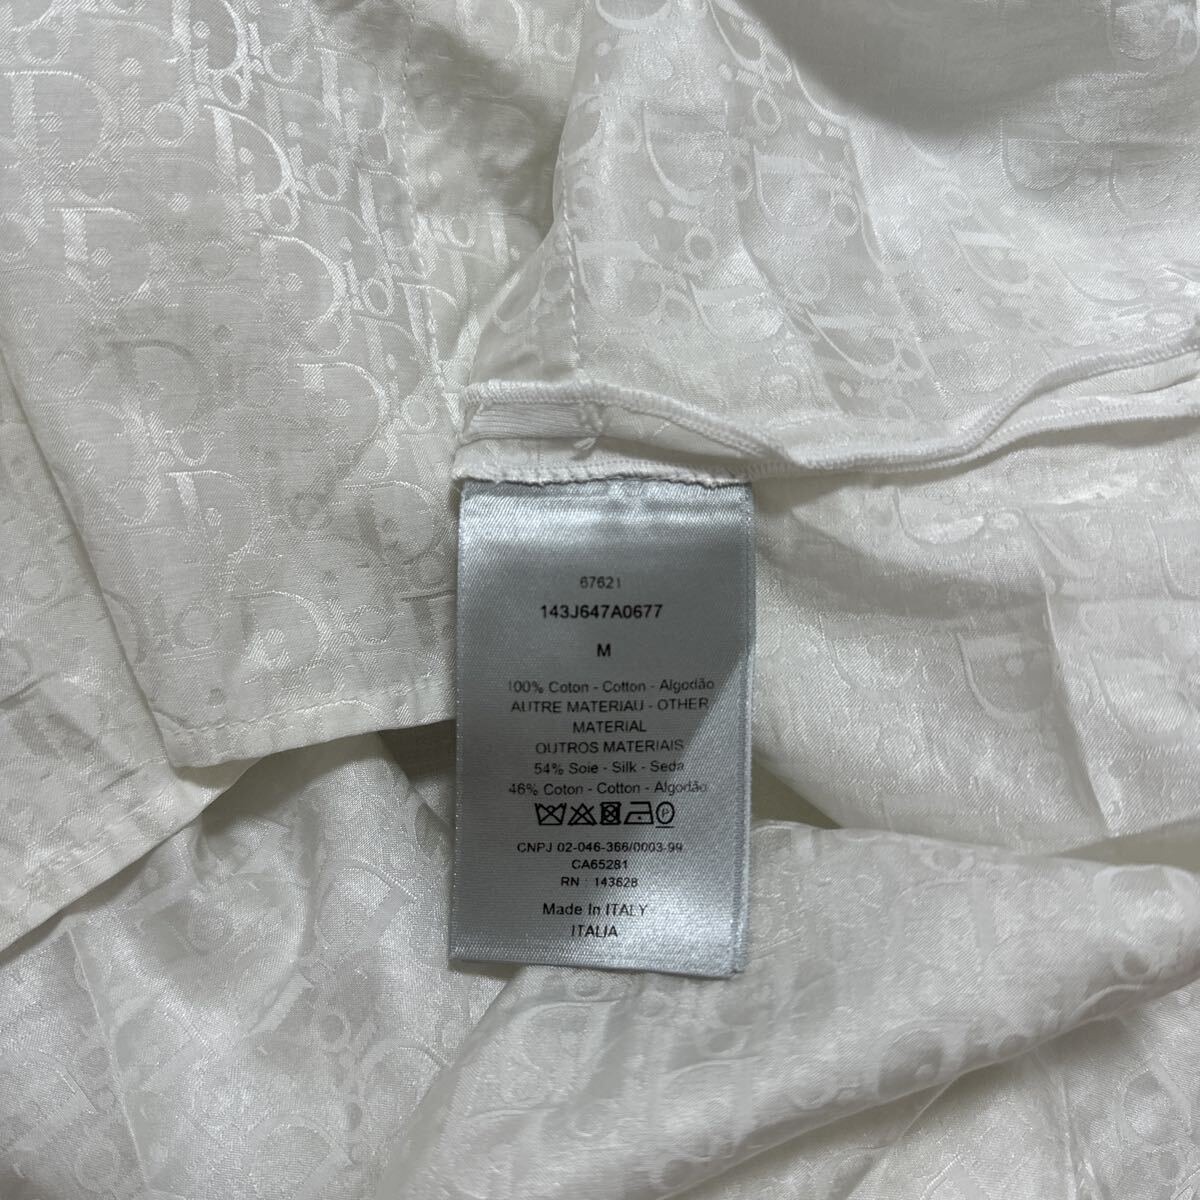 67621
143J647A0677
M
100% Coton - Cotton - Algodão
AUTRE MATERIAU - OTHER
MATERIAL
OUTROS MATERIAIS
54% Soie - Silk - Seda
46% Coton - Cotton - Algodão
P
CNPJ 02-046-366/0003-99
CA65281
RN : 143628
Made In ITALY
ITALIA
Dior